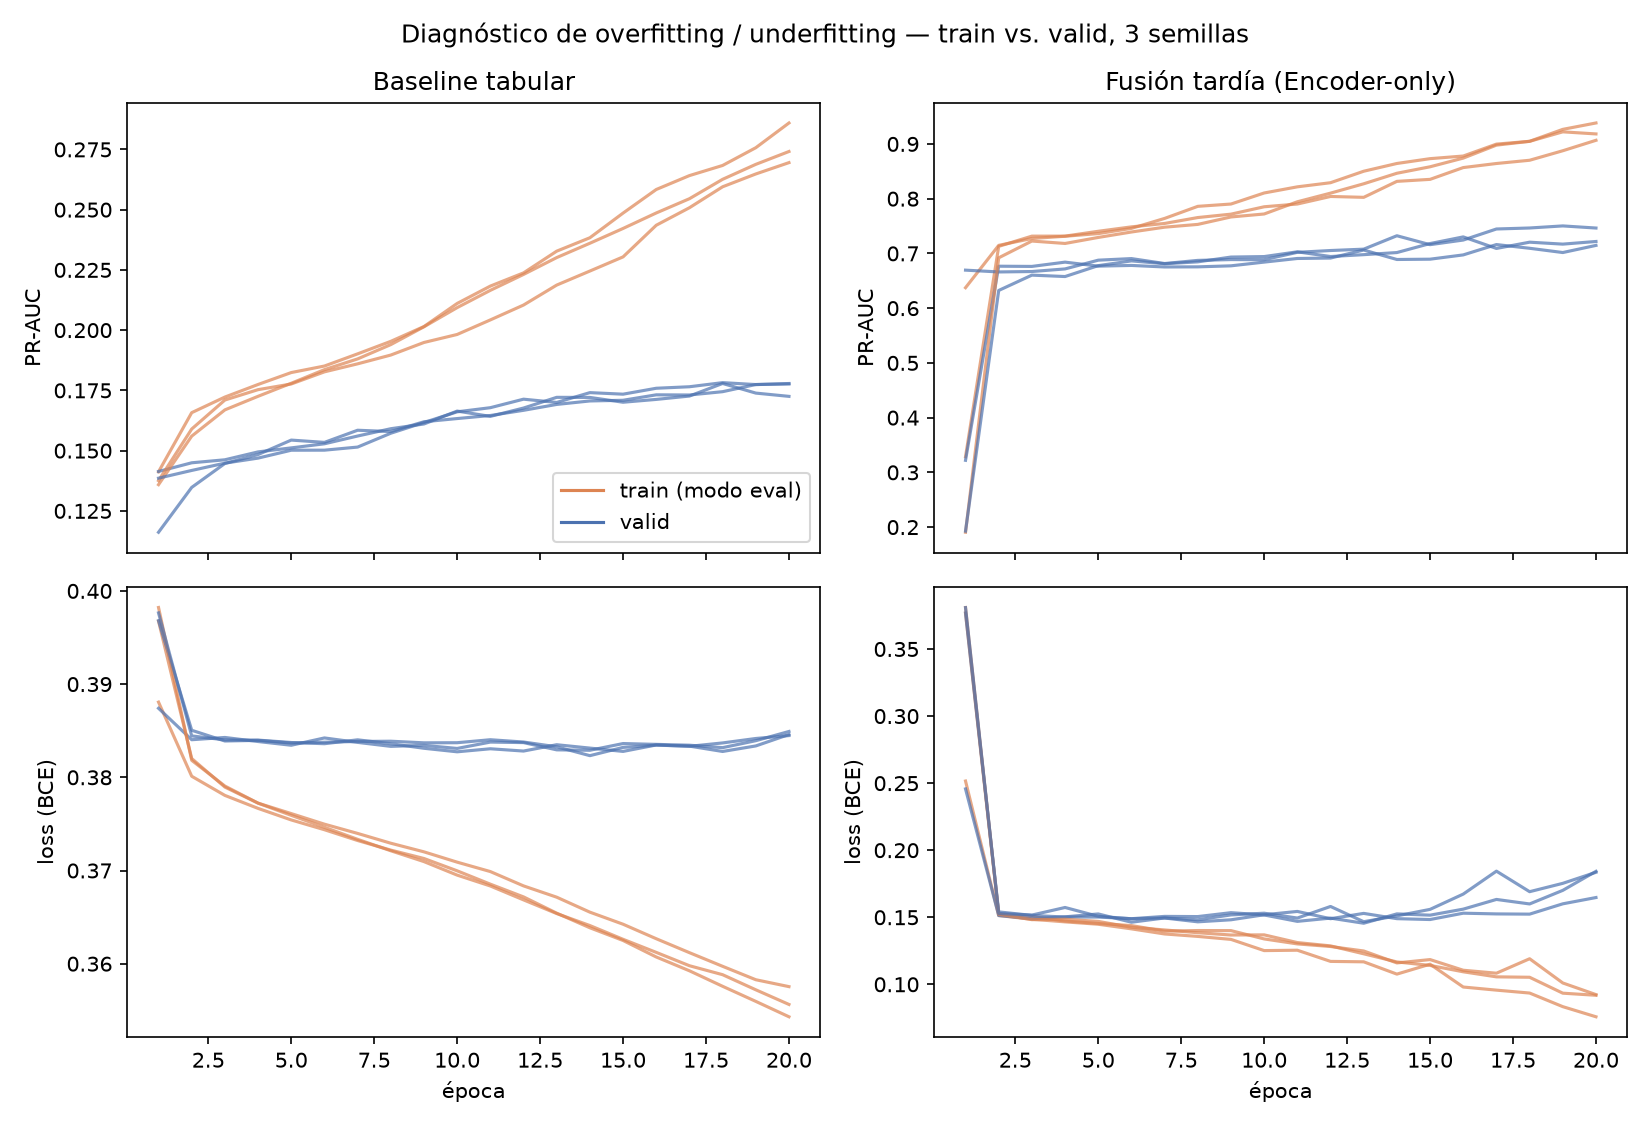 Diagnóstico de overfitting / underfitting — train vs. valid, 3 semillas
Baseline tabular
PR-AUC
0.275
0.250
0.225
0.200
0.175
0.150
0.125
train (modo eval)
valid
Fusión tardía (Encoder-only)
PR-AUC
0.9
0.8
0.7
0.6
0.5
0.4
0.3
0.2
loss (BCE)
0.40
0.39
0.38
0.37
0.36
2.5 5.0 7.5 10.0 12.5 15.0 17.5 20.0
época
loss (BCE)
0.35
0.30
0.25
0.20
0.15
0.10
2.5 5.0 7.5 10.0 12.5 15.0 17.5 20.0
época